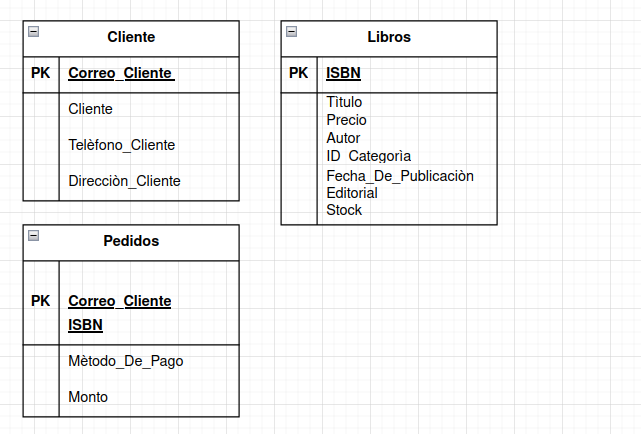 Cliente
PK Correo_Cliente
Cliente
Telèfono_Cliente
Direcciòn_Cliente
Libros
PK ISBN
Tìtulo
Precio
Autor
ID_Categorìa
Fecha_De_Publicaciòn
Editorial
Stock
Pedidos
PK Correo_Cliente
ISBN
Mètodo_De_Pago
Monto